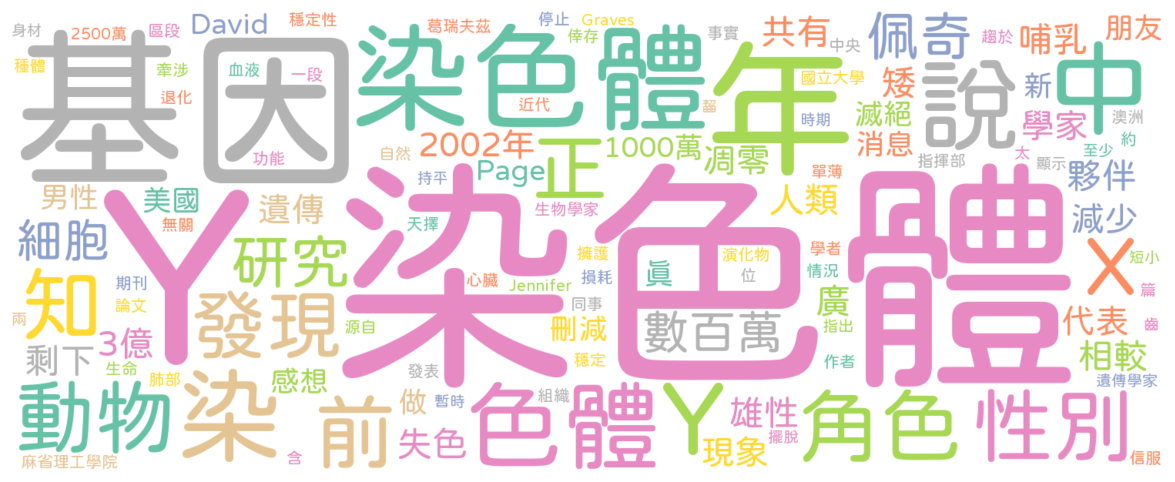 身材 2500萬 區段 David 穩定性 葛瑞夫茲 停止 Graves 事實 佩奇 趨於 哺乳 朋友
種體 牽涉 血液 一段 倖存 共有 中央 國立大學
基因 染色體 年 說 中
退化 近代 齧 時期 矮 新 滅絕 學家 澳洲 約
功能 自然 2002年 正 1000萬 凋零 消息 指揮部 太 至少
男性 美國 遺傳 持平 Page 單薄 顯示 夥伴
無關 天擇 生物學家 人類 減少
細胞 Y染色體 X
研究 擁護 真 演化物 學者 廣 短小
知 期刊 心臟 Jennifer 損耗 位 情況 篇
論文 發現 同事 數百萬 指出 代表 齒
兩 3億 源自 刪減 相較
剩下 生命 穩定 作者
肺部 感想 發表 遺傳學家
動物 染 前 做 暫時 色體 組織 Y 雄性 角色 性別
失色 現象 擺脫
麻省理工學院 含 信服